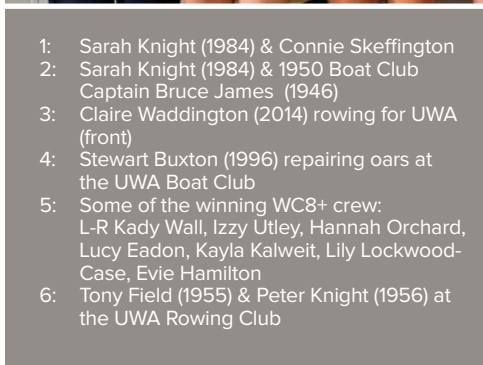 1: Sarah Knight (1984) & Connie Skeffington
2: Sarah Knight (1984) & 1950 Boat Club
Captain Bruce James  (1946)
3: Claire Waddington (2014) rowing for UWA
(front)
4: Stewart Buxton (1996) repairing oars at
the UWA Boat Club
5: Some of the winning WC8+ crew:
L-R Kady Wall, Izzy Utley, Hannah Orchard,
Lucy Eadon, Kayla Kalweit, Lily Lockwood-
Case, Evie Hamilton
6: Tony Field (1955) & Peter Knight (1956) at
the UWA Rowing Club